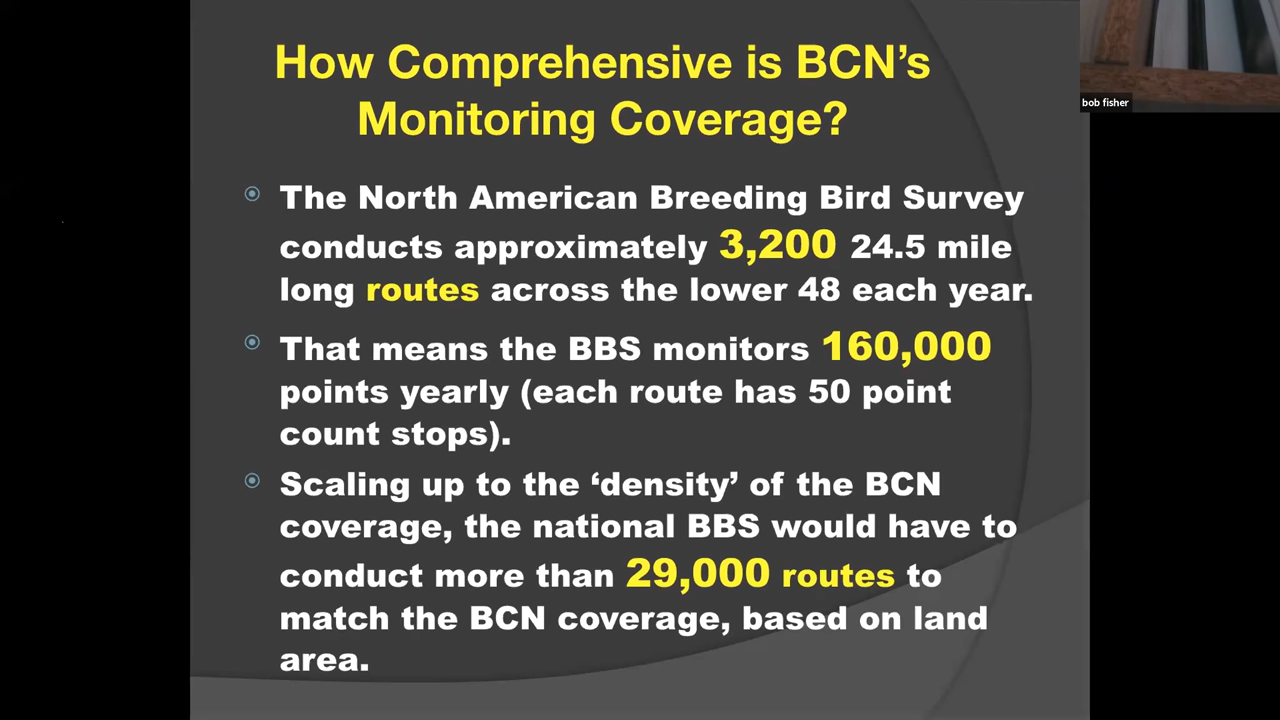 How Comprehensive is BCN’s
Monitoring Coverage?
bob fisher
The North American Breeding Bird Survey
conducts approximately 3,200 24.5 mile
long routes across the lower 48 each year.
That means the BBS monitors 160,000
points yearly (each route has 50 point
count stops).
Scaling up to the ‘density’ of the BCN
coverage, the national BBS would have to
conduct more than 29,000 routes to
match the BCN coverage, based on land
area.